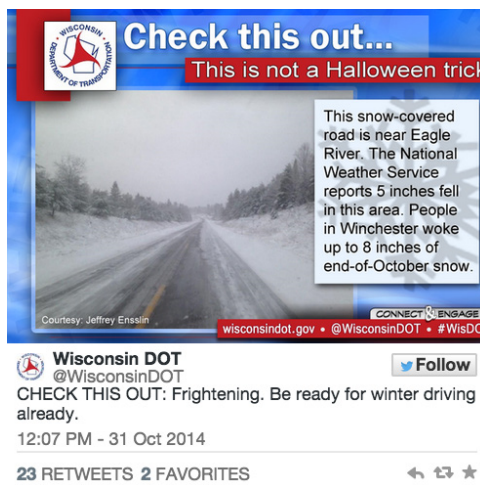 WISCONSIN
DEPARTMENT OF TRANSPORTATION
Check this out...
This is not a Halloween trick
This snow-covered
road is near Eagle
River. The National
Weather Service
reports 5 inches fell
in this area. People
in Winchester woke
up to 8 inches of
end-of-October snow.
Courtesy: Jeffrey Ensslin
CONNECT & ENGAGE
wisconsindot.gov • @WisconsinDOT • #WisDO
Wisconsin DOT
@WisconsinDOT
Follow
CHECK THIS OUT: Frightening. Be ready for winter driving
already.
12:07 PM - 31 Oct 2014
23 RETWEETS 2 FAVORITES